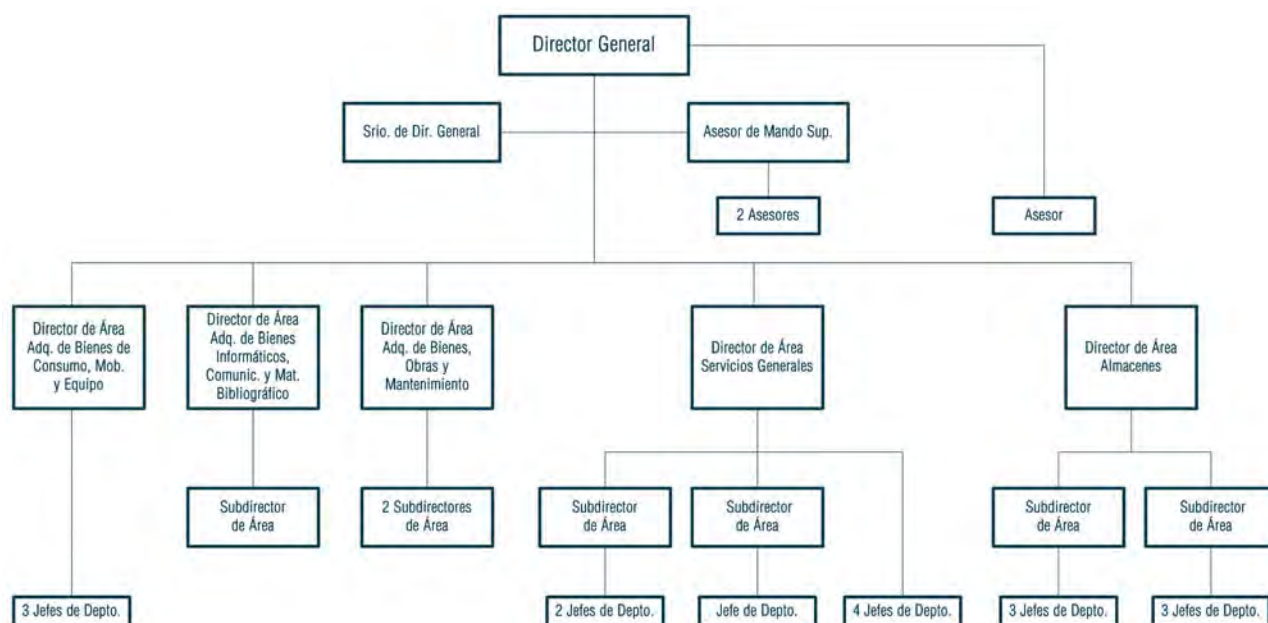 Director General
Srio. de Dir. General
Asesor de Mando Sup.
2 Asesores
Asesor
Director de Área
Adq. de Bienes de
Consumo, Mob.
y Equipo
Director de Área
Adq. de Bienes
Informáticos,
Comunic. y Mat.
Bibliográfico
Director de Área
Adq. de Bienes,
Obras y
Mantenimiento
Director de Área
Servicios Generales
Director de Área
Almacenes
Subdirector
de Área
2 Subdirectores
de Área
Subdirector
de Área
Subdirector
de Área
Subdirector
de Área
Subdirector
de Área
3 Jefes de Depto.
2 Jefes de Depto.
Jefe de Depto.
4 Jefes de Depto.
3 Jefes de Depto.
3 Jefes de Depto.